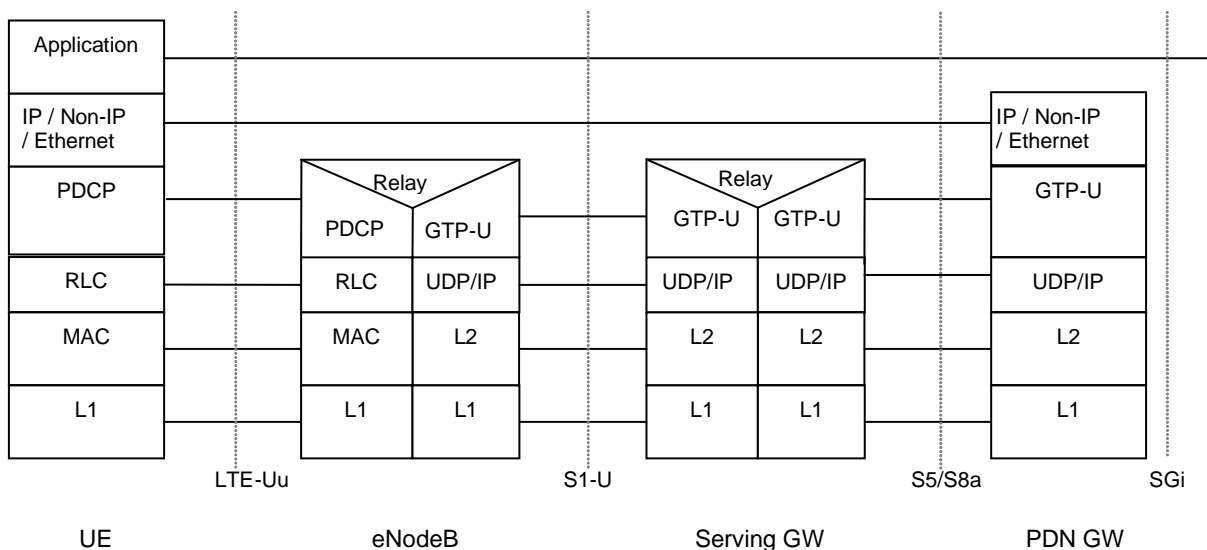 Application
IP / Non-IP
/ Ethernet
IP / Non-IP
/ Ethernet
PDCP
Relay
Relay
GTP-U
PDCP
GTP-U
GTP-U
GTP-U
RLC
RLC
UDP/IP
UDP/IP
UDP/IP
UDP/IP
MAC
MAC
L2
L2
L2
L2
L1
L1
L1
L1
L1
L1
LTE-Uu
S1-U
S5/S8a
SGi
UE
eNodeB
Serving GW
PDN GW